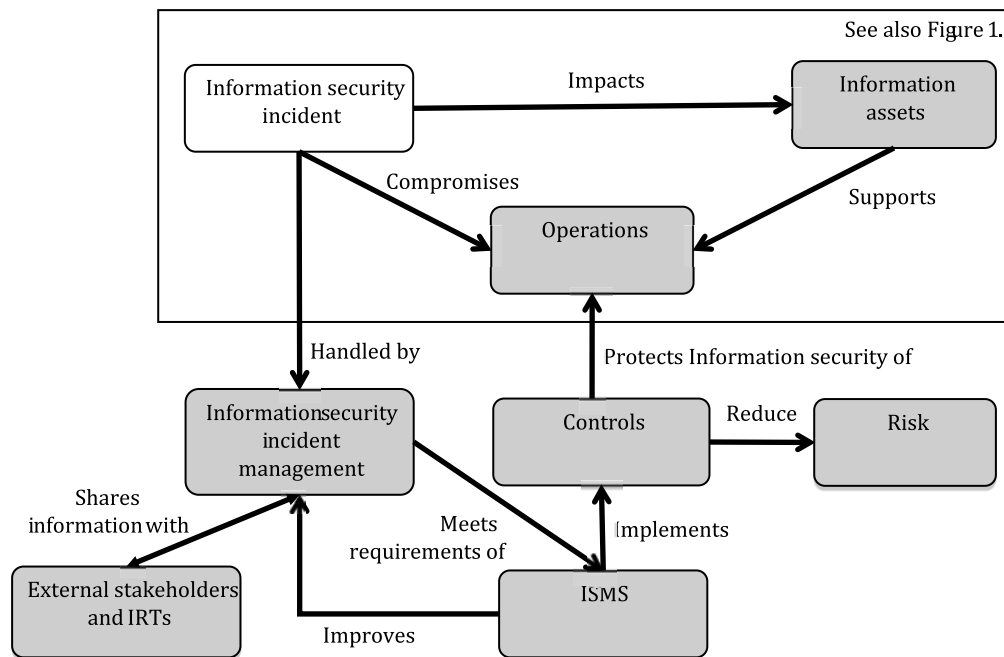 See also Figure 1.
Information security
incident
Impacts
Information
assets
Compromises
Supports
Operations
Handled by
Protects Information security of
Informationsecurity
incident
management
Controls
Reduce
Risk
Shares
information with
Meets
requirements of
Implements
External stakeholders
and IRTs
ISMS
Improves